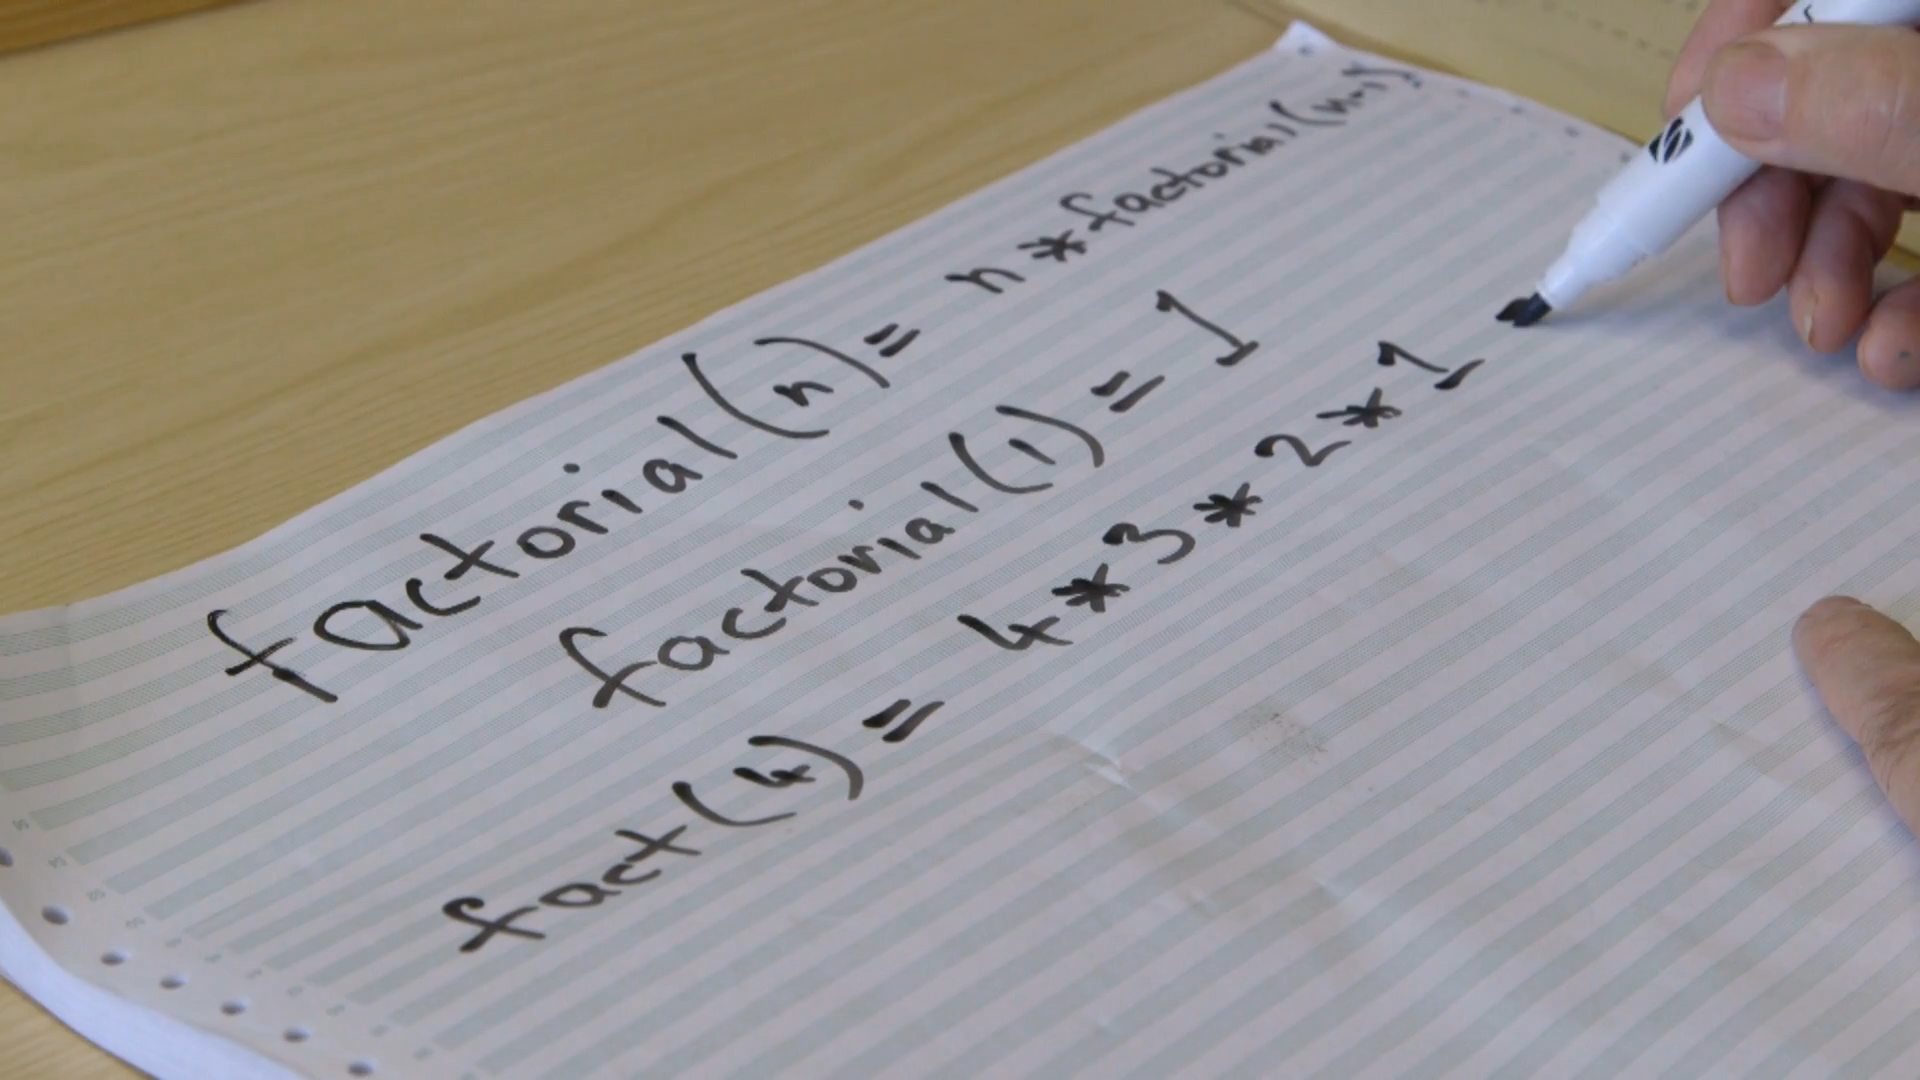 factorial(n) = n * factorial(n-1)
factorial(1) = 1
fact(4) = 4 * 3 * 2 * 1